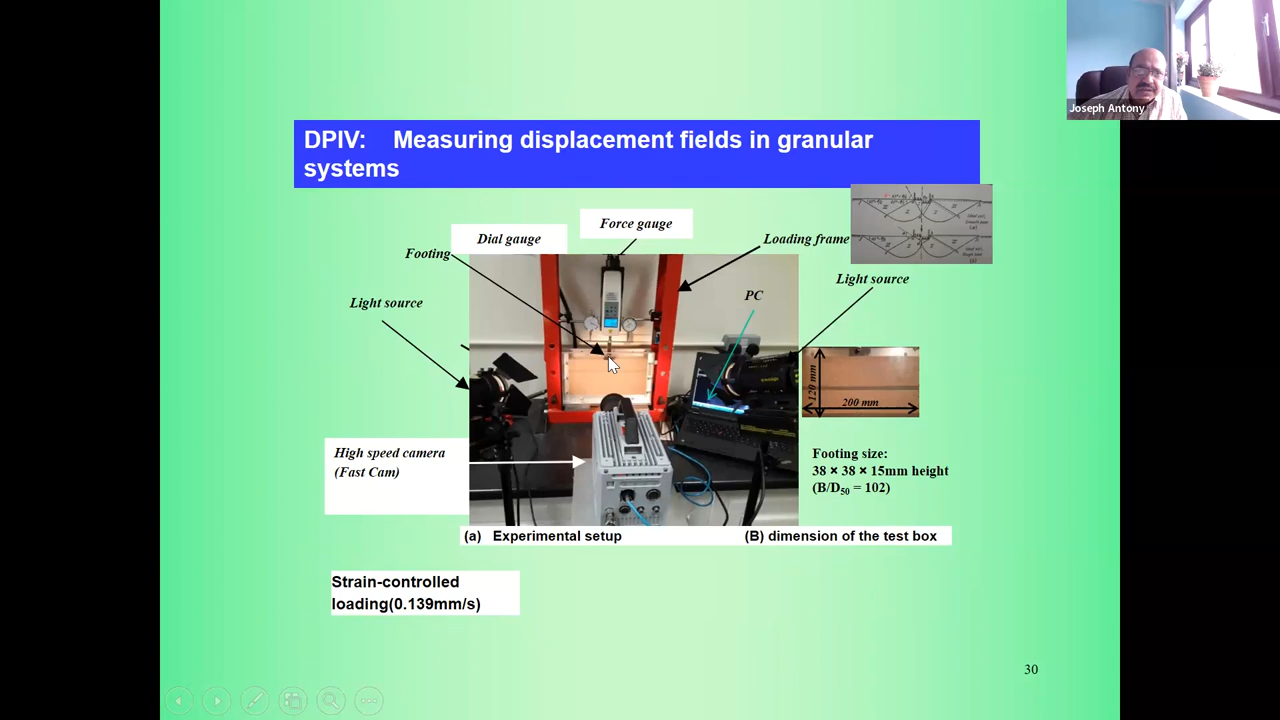 Joseph Antony
DPIV: Measuring displacement fields in granular
systems
Force gauge
Dial gauge
Loading frame
Footing
Light source
PC
Light source
120 mm
200 mm
High speed camera
(Fast Cam)
Footing size:
38 × 38 × 15mm height
(B/D50 = 102)
(a) Experimental setup
(B) dimension of the test box
Strain-controlled
loading(0.139mm/s)
30